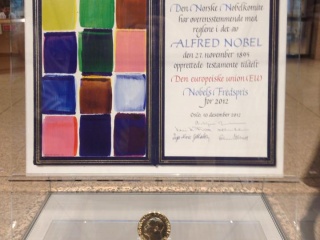 Den Norske Nobelkomite
har overensstemmende med
reglene i det av
ALFRED NOBEL
den 27. november 1895
opprettede testamente tildelt
Den europeiske union (EU)
Nobels Fredspris
for 2012
Oslo, 10. desember 2012